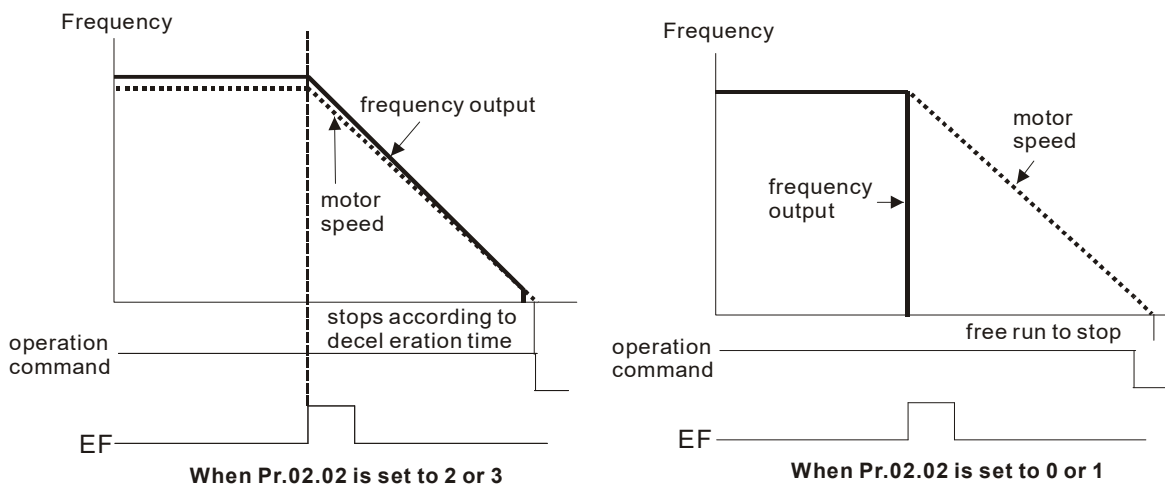 Frequency
frequency output
motor
speed
stops according to
decel eration time
operation
command
EF
When Pr.02.02 is set to 2 or 3
Frequency
motor
speed
frequency
output
free run to stop
operation
command
EF
When Pr.02.02 is set to 0 or 1